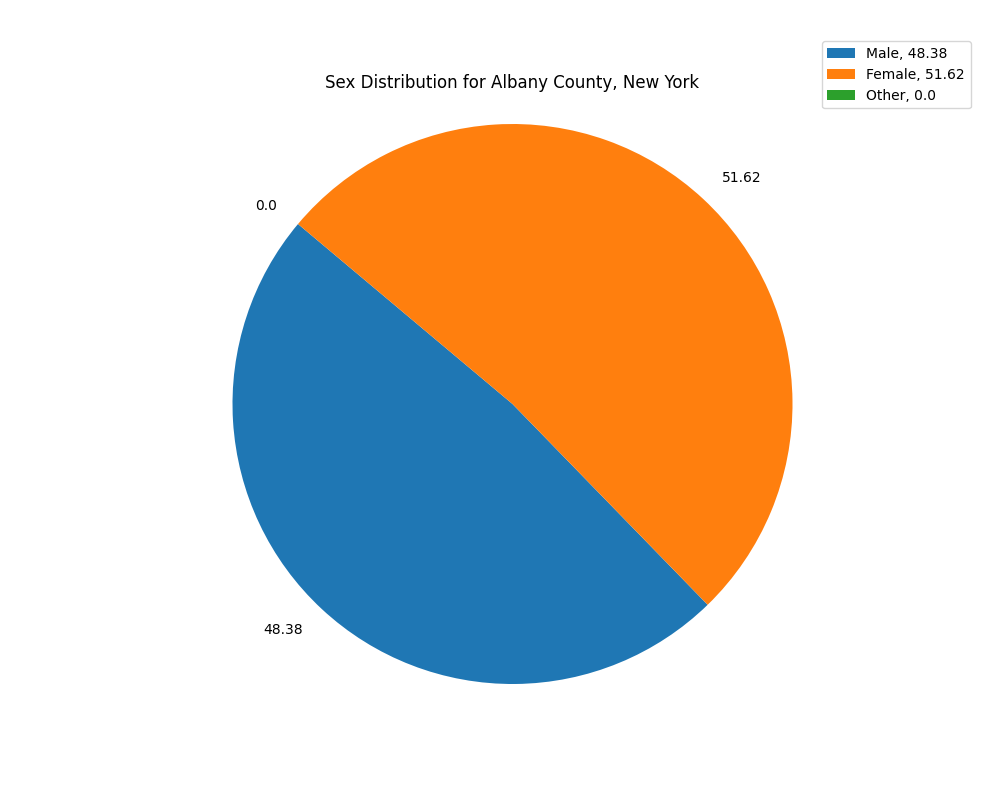 Male, 48.38
Female, 51.62
Other, 0.0
Sex Distribution for Albany County, New York
51.62
0.0
48.38